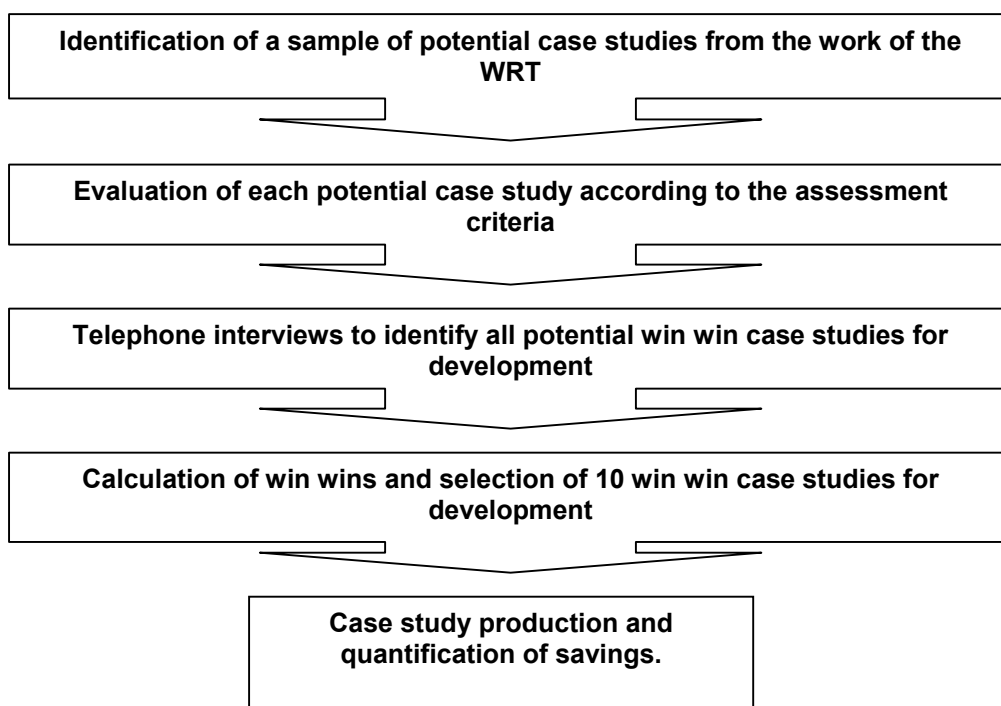 Identification of a sample of potential case studies from the work of the
WRT
Evaluation of each potential case study according to the assessment
criteria
Telephone interviews to identify all potential win win case studies for
development
Calculation of win wins and selection of 10 win win case studies for
development
Case study production and
quantification of savings.